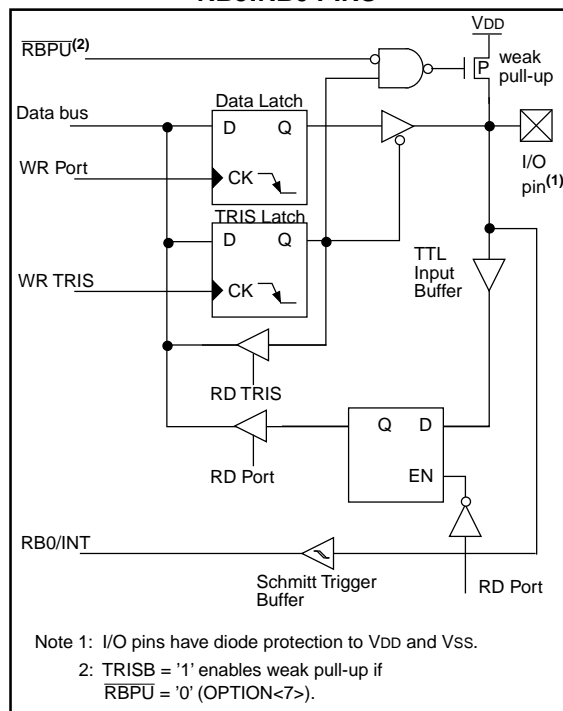 RBPU(2)
VDD
P
weak
pull-up
Data Latch
Data bus
D Q
I/O
pin(1)
WR Port
CK
TRIS Latch
D Q
TTL
Input
Buffer
WR TRIS
CK
RD TRIS
Q D
RD Port
EN
RB0/INT
Schmitt Trigger
Buffer
RD Port
Note 1: I/O pins have diode protection to VDD and VSS.
2: TRISB = '1' enables weak pull-up if
RBPU = '0' (OPTION<7>).